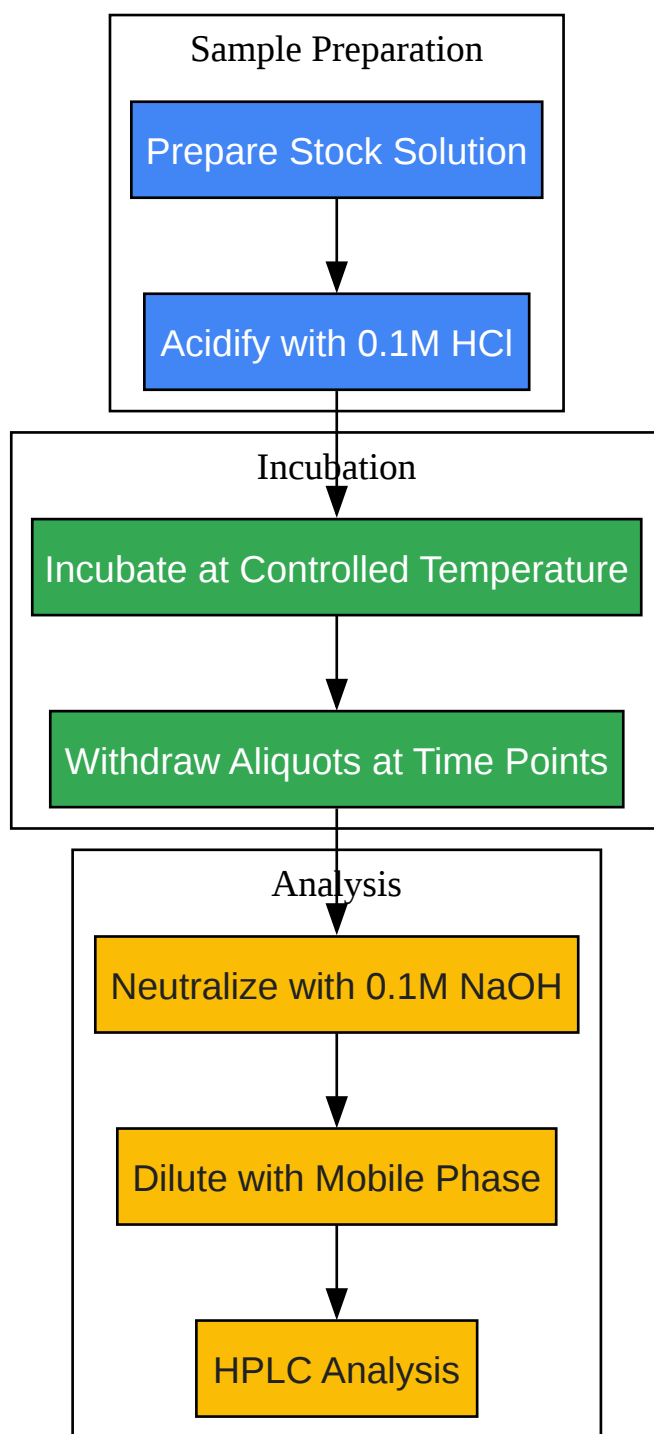 Sample Preparation
Prepare Stock Solution
Acidify with 0.1M HCl
Incubation
Incubate at Controlled Temperature
Withdraw Aliquots at Time Points
Analysis
Neutralize with 0.1M NaOH
Dilute with Mobile Phase
HPLC Analysis